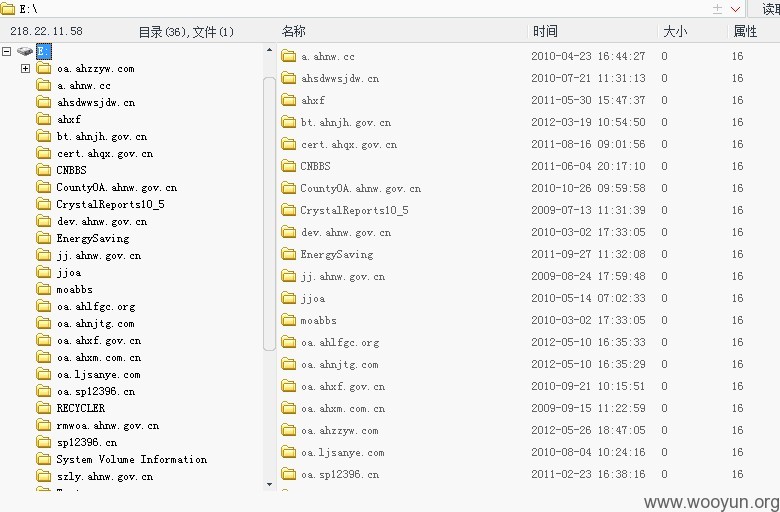 E:\
读取
218.22.11.58 目录(36),文件(1) 名称 时间 大小 属性
E:
oa.ahzzyw.com
a.ahnw.cc
ahsdwwsjdw.cn
ahxf
bt.ahnjh.gov.cn
cert.ahqx.gov.cn
CNBBS
CountyOA.ahnw.gov.cn
CrystalReports10_5
dev.ahnw.gov.cn
EnergySaving
jj.ahnw.gov.cn
jjoa
moabbs
oa.ahlfgc.org
oa.ahnjtg.com
oa.ahxf.gov.cn
oa.ahxm.com.cn
oa.ljsanye.com
oa.sp12396.cn
RECYCLER
rmwoa.ahnw.gov.cn
sp12396.cn
System Volume Information
szly.ahnw.gov.cn
a.ahnw.cc 2010-04-23 16:44:27 0 16
ahsdwwsjdw.cn 2010-07-21 11:31:13 0 16
ahxf 2011-05-30 15:47:37 0 16
bt.ahnjh.gov.cn 2012-03-19 10:54:50 0 16
cert.ahqx.gov.cn 2011-08-16 09:01:56 0 16
CNBBS 2011-06-04 20:17:10 0 16
CountyOA.ahnw.gov.cn 2010-10-26 09:59:58 0 16
CrystalReports10_5 2009-07-13 11:31:39 0 16
dev.ahnw.gov.cn 2010-03-02 17:33:05 0 16
EnergySaving 2011-09-27 11:32:08 0 16
jj.ahnw.gov.cn 2009-08-24 17:59:48 0 16
jjoa 2010-05-14 07:02:33 0 16
moabbs 2010-03-02 17:33:05 0 16
oa.ahlfgc.org 2012-05-10 16:35:33 0 16
oa.ahnjtg.com 2012-05-10 16:35:29 0 16
oa.ahxf.gov.cn 2010-09-21 10:15:51 0 16
oa.ahxm.com.cn 2009-09-15 11:22:59 0 16
oa.ahzzyw.com 2012-05-26 18:47:05 0 16
oa.ljsanye.com 2010-08-04 10:24:16 0 16
oa.sp12396.cn 2011-02-23 16:38:16 0 16
www.wooyun.org